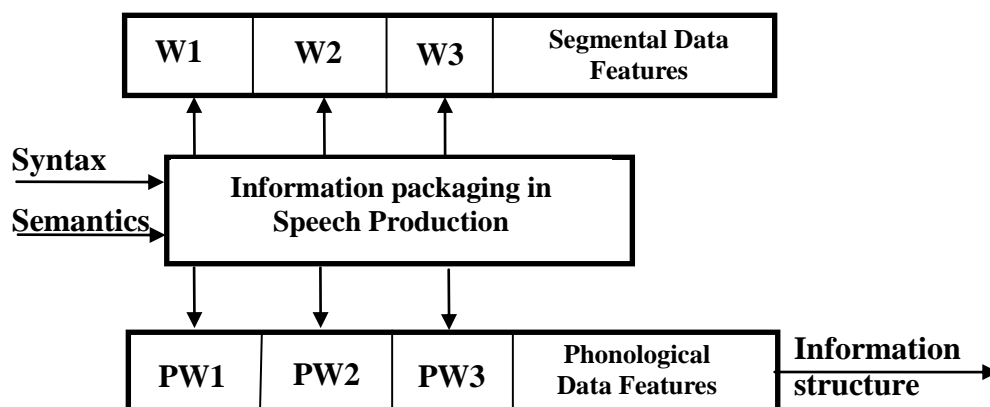 W1 W2 W3 Segmental Data
Features
Syntax
Information packaging in
Semantics
Speech Production
PW1 PW2 PW3 Phonological
Data Features
Information
structure